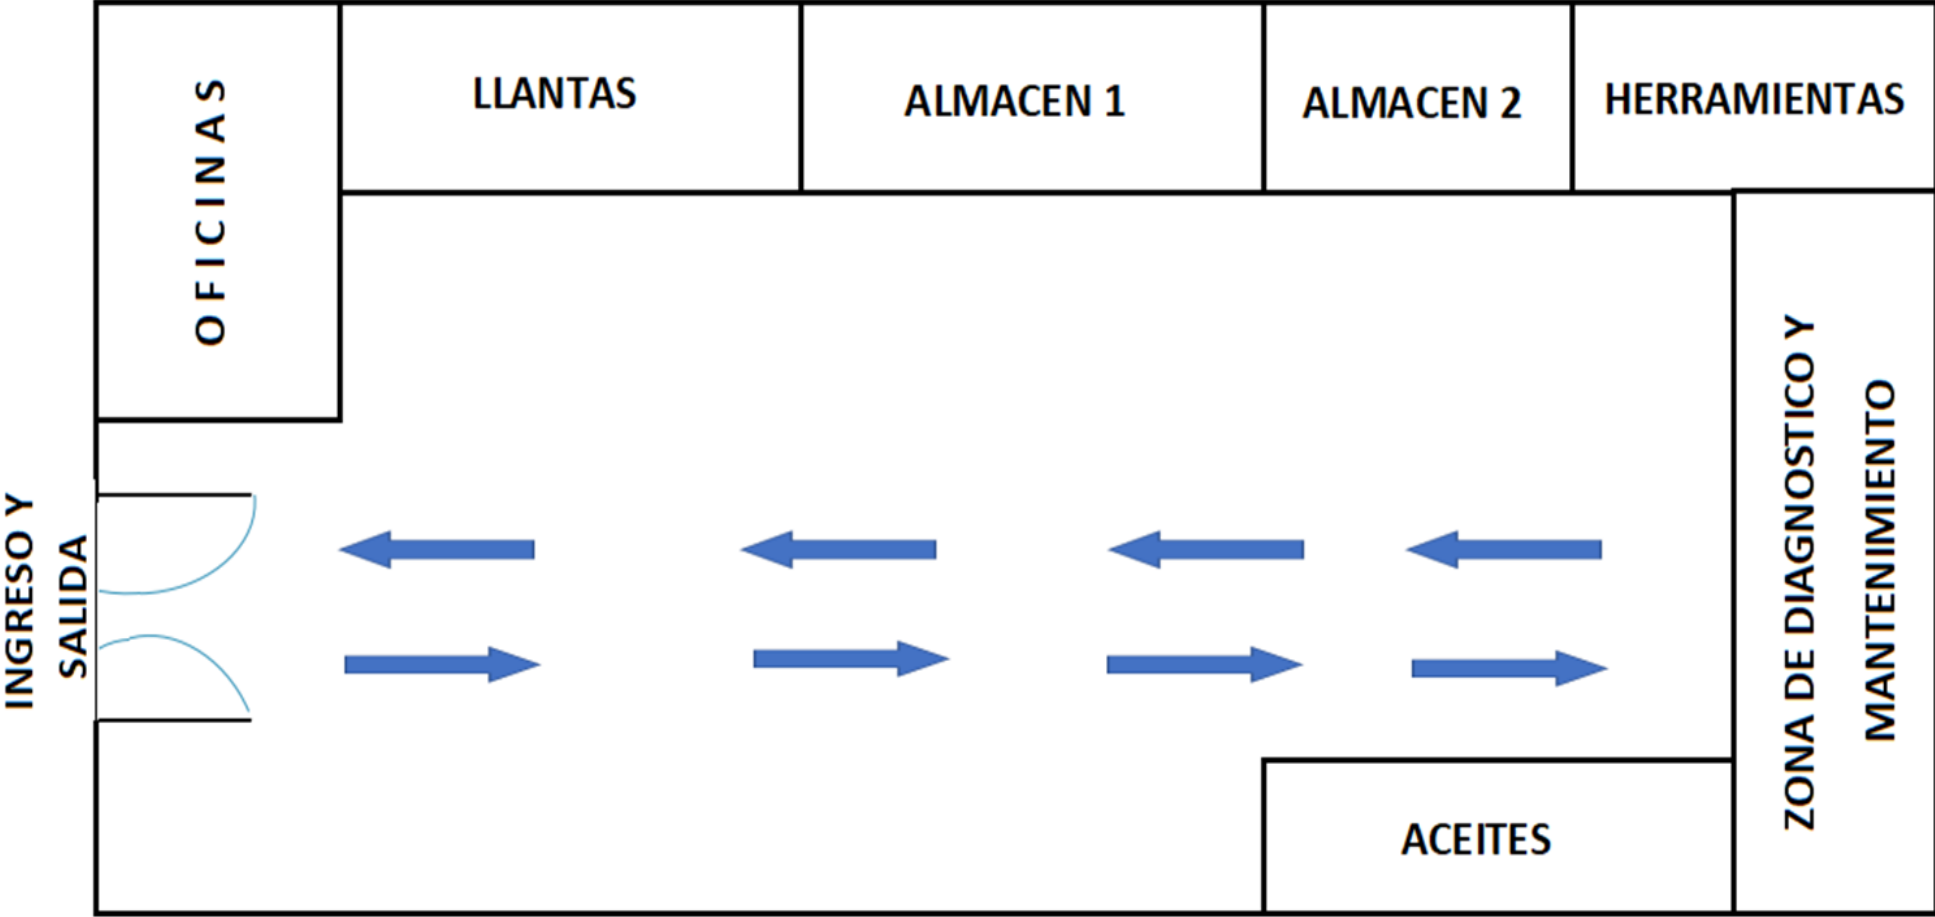 OFICINAS
LLANTAS
ALMACEN 1
ALMACEN 2
HERRAMIENTAS
INGRESO Y
SALIDA
ZONA DE DIAGNOSTICO Y
MANTENIMIENTO
ACEITES